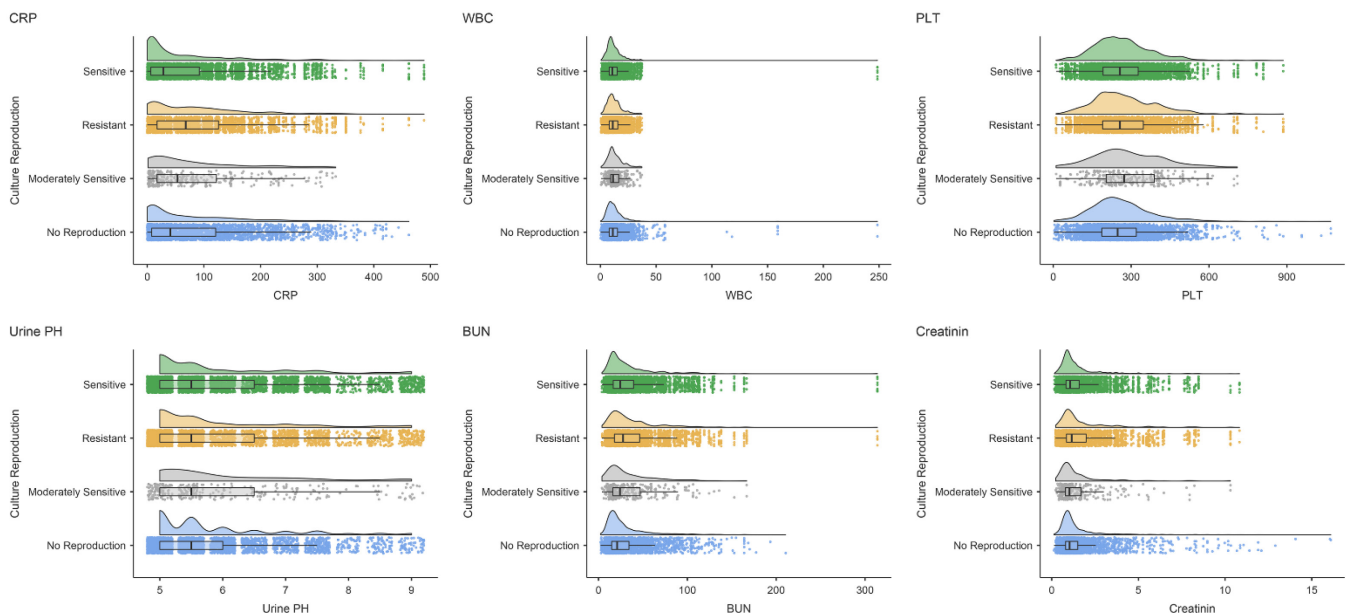 CRP
Culture Reproduction
Sensitive
Resistant
Moderately Sensitive
No Reproduction
0 100 200 300 400 500
CRP
WBC
Culture Reproduction
Sensitive
Resistant
Moderately Sensitive
No Reproduction
0 50 100 150 200 250
WBC
PLT
Culture Reproduction
Sensitive
Resistant
Moderately Sensitive
No Reproduction
0 300 600 900
PLT
Urine PH
Culture Reproduction
Sensitive
Resistant
Moderately Sensitive
No Reproduction
5 6 7 8 9
Urine PH
BUN
Culture Reproduction
Sensitive
Resistant
Moderately Sensitive
No Reproduction
0 100 200 300
BUN
Creatinin
Culture Reproduction
Sensitive
Resistant
Moderately Sensitive
No Reproduction
0 5 10 15
Creatinin